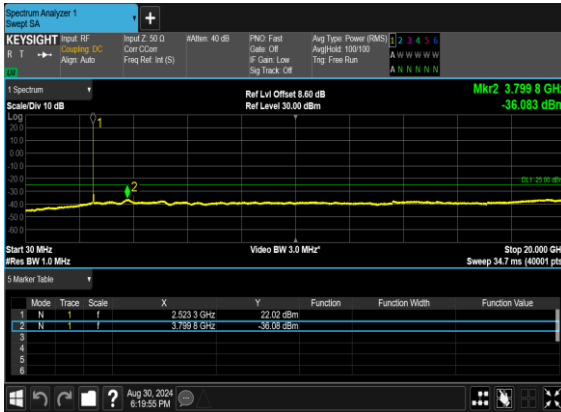 Spectrum Analyzer 1
Swept SA
KEYSIGHT Input: RF Input Z: 50 Ω #Atten: 40 dB PNO: Fast Avg Type: Power (RMS) 1 2 3 4 5 6
R T Coupling: DC Corr CCorr Gate: Off Avg|Hold: 100/100 A W W W W W
Align: Auto Freq Ref: Int (S) IF Gain: Low Trig: Free Run
Sig Track: Off A N N N N N
1 Spectrum Ref Lvl Offset 8.60 dB Mkr2 3.799 8 GHz
Scale/Div 10 dB Ref Level 30.00 dBm -36.083 dBm
Log
20.0
10.0
0.00
-10.0
-20.0
-30.0
-40.0
-50.0
-60.0
1
2
DL1 -25.00 dBm
Start 30 MHz Video BW 3.0 MHz* Stop 20.000 GH
#Res BW 1.0 MHz Sweep 34.7 ms (40001 pts
5 Marker Table
Mode Trace Scale X Y Function Function Width Function Value
1 N 1 f 2.523 3 GHz 22.02 dBm
2 N 1 f 3.799 8 GHz -36.08 dBm
3
4
5
6
Aug 30, 2024
6:19:55 PM